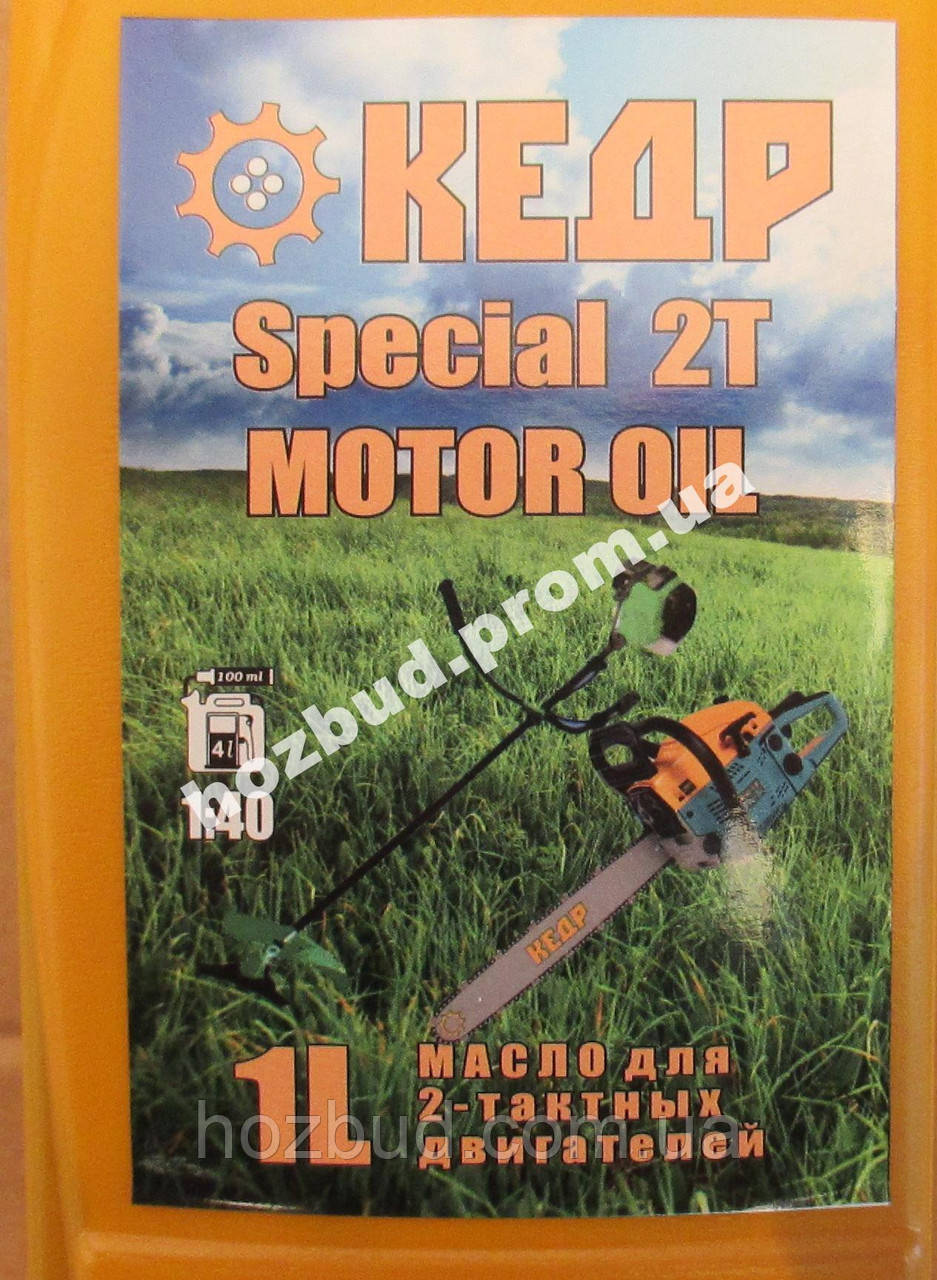 КЕДР
Special 2T
MOTOR OIL
hozbud.prom.ua
100 ml
4l
1:40
КЕДР
1L
МАСЛО для
2-тактных
двигателей
hozbud.com.ua